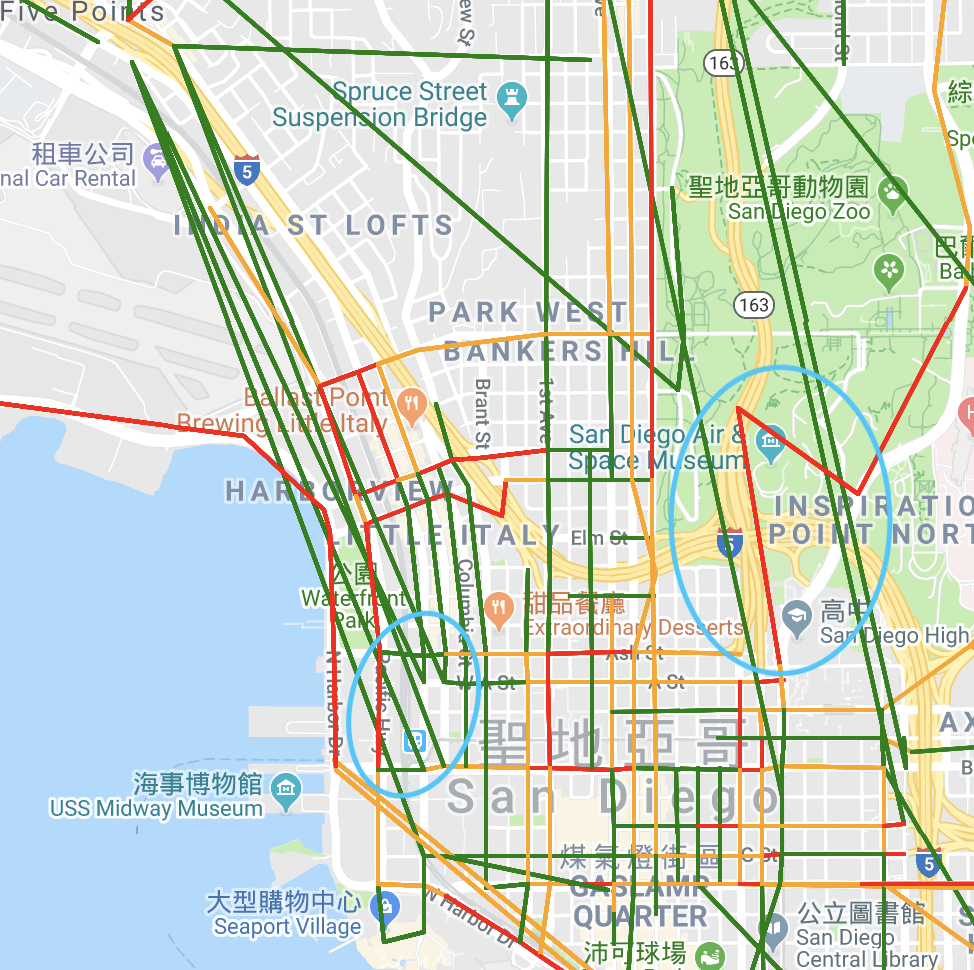 Five Points
ew St
163
Spruce Street
Suspension Bridge
租車公司
nal Car Rental
5
聖地亞哥動物園
San Diego Zoo
綜
Spe
INDIA ST LOFTS
巴爾
Ba
163
PARK WEST
BANKERS HILL
Ballast Point
Brewing Little Italy
Brant St
1st Ave
San Diego Air &
Space Museum
H
HARBORVIEW
INSPIRATIO
POINT NORT
LITTLE ITALY
Elm St
5
公園
Waterfront
Park
Columbia St
甜品餐廳
Extraordinary Desserts
高中
San Diego High
Ash St
N Harbor Dr
Pacific Hwy
A St
聖地亞哥
San Diego
AX
B
海事博物館
USS Midway Museum
煤氣燈街區
GASLAMP
QUARTER
C St
5
大型購物中心
Seaport Village
N Harbor Dr
公立圖書館
San Diego
Central Library
沛可球場